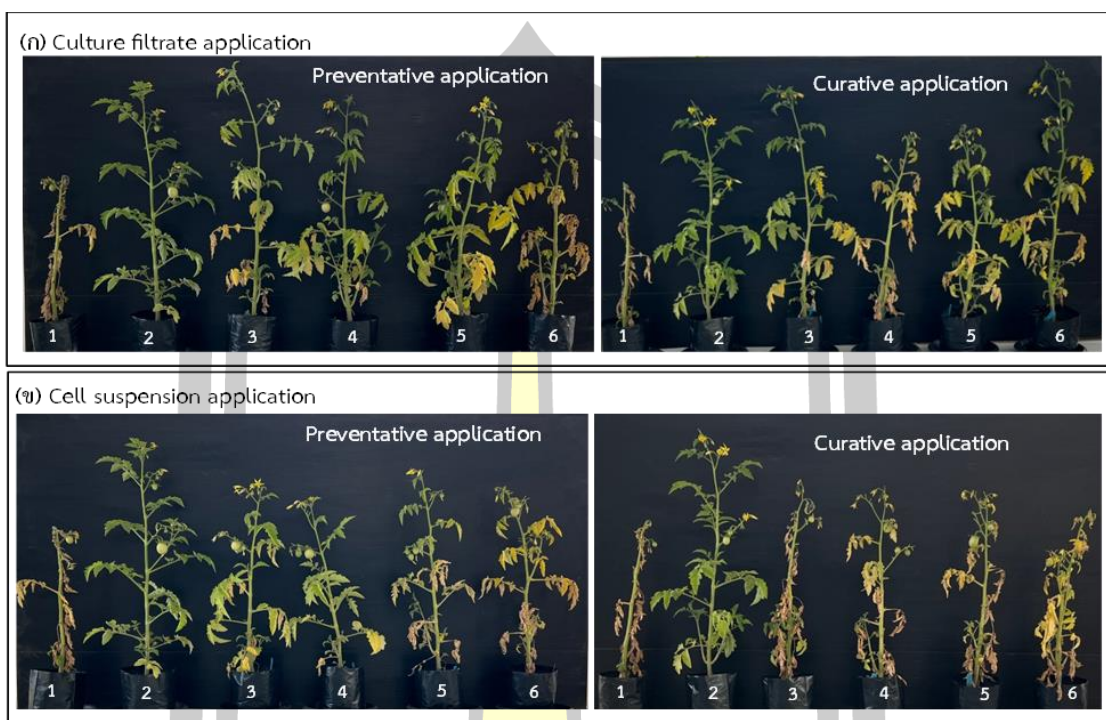 (ก) Culture filtrate application
Preventative application
1 2 3 4 5 6
Curative application
1 2 3 4 5 6
(ข) Cell suspension application
Preventative application
1 2 3 4 5 6
Curative application
1 2 3 4 5 6